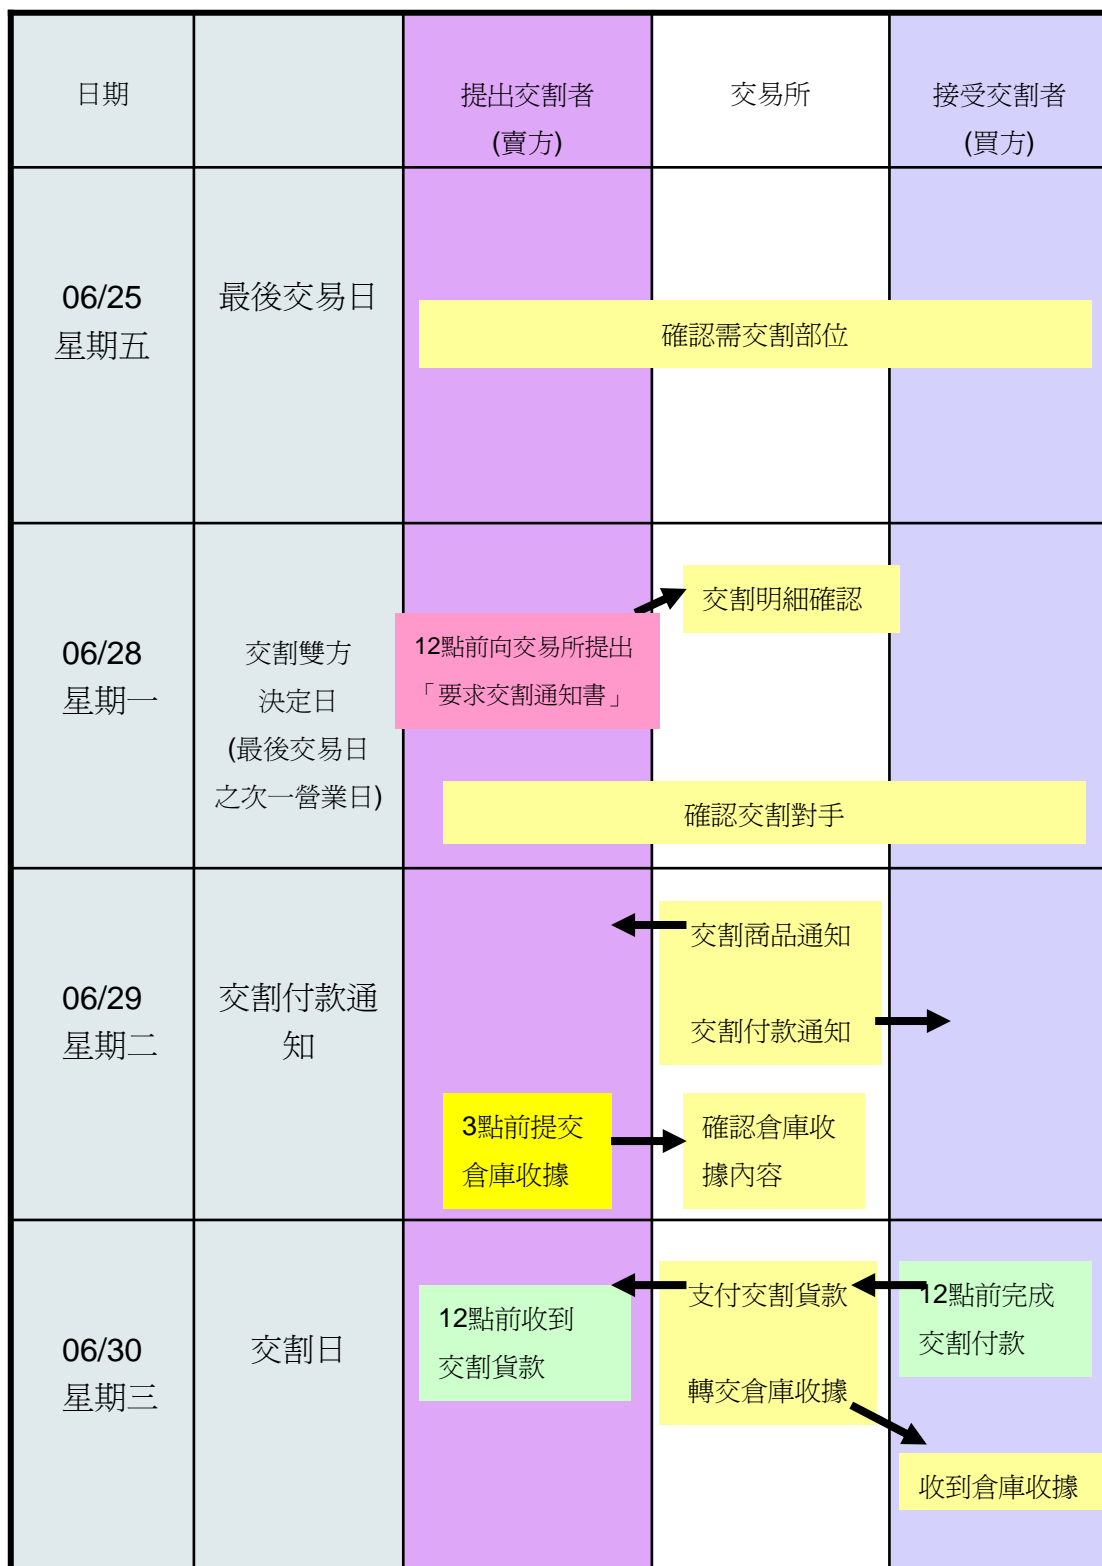 日期
提出交割者
(賣方)
交易所
接受交割者
(買方)
06/25
星期五
最後交易日
確認需交割部位
06/28
星期一
交割雙方
決定日
(最後交易日
之次一營業日)
12點前向交易所提出
「要求交割通知書」
交割明細確認
確認交割對手
06/29
星期二
交割付款通
知
交割商品通知
交割付款通知
3點前提交
倉庫收據
確認倉庫收
據內容
06/30
星期三
交割日
12點前收到
交割貨款
支付交割貨款
轉交倉庫收據
12點前完成
交割付款
收到倉庫收據